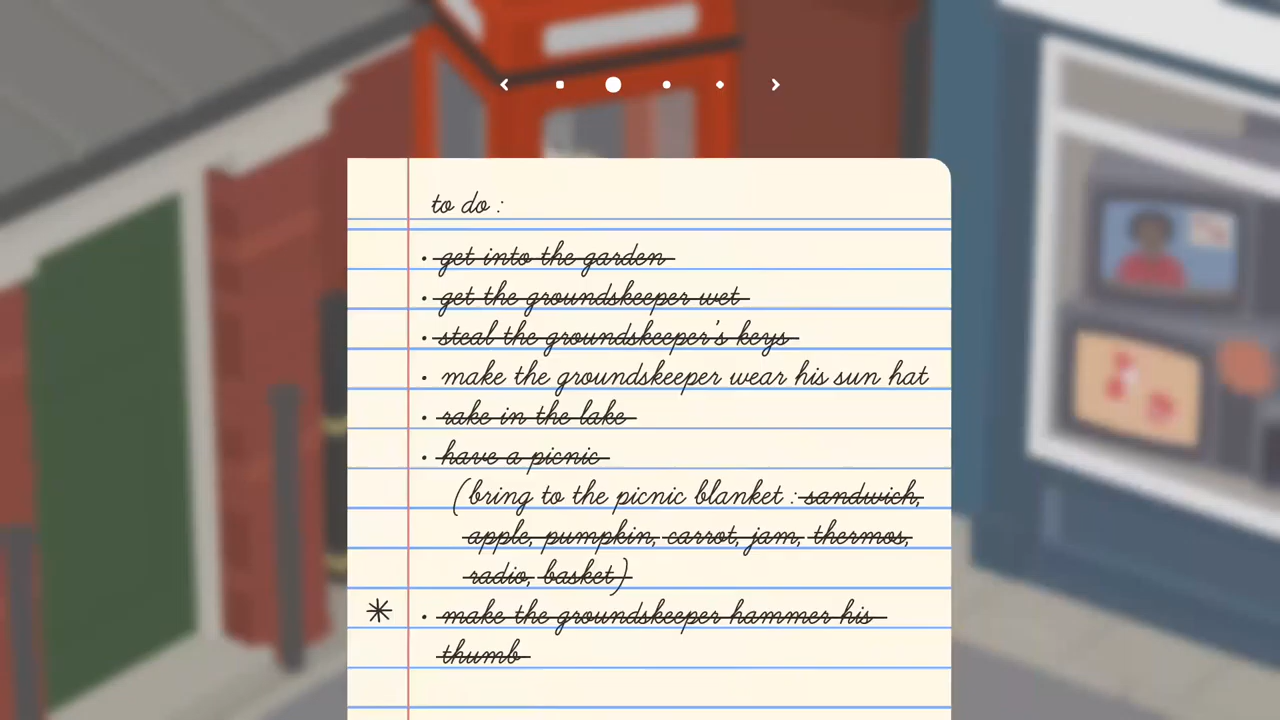 to do :
• get into the garden
• get the groundskeeper wet
• steal the groundskeeper's keys
• make the groundskeeper wear his sun hat
• rake in the lake
• have a picnic
(bring to the picnic blanket : sandwich,
apple, pumpkin, carrot, jam, thermos,
radio, basket)
• make the groundskeeper hammer his
thumb